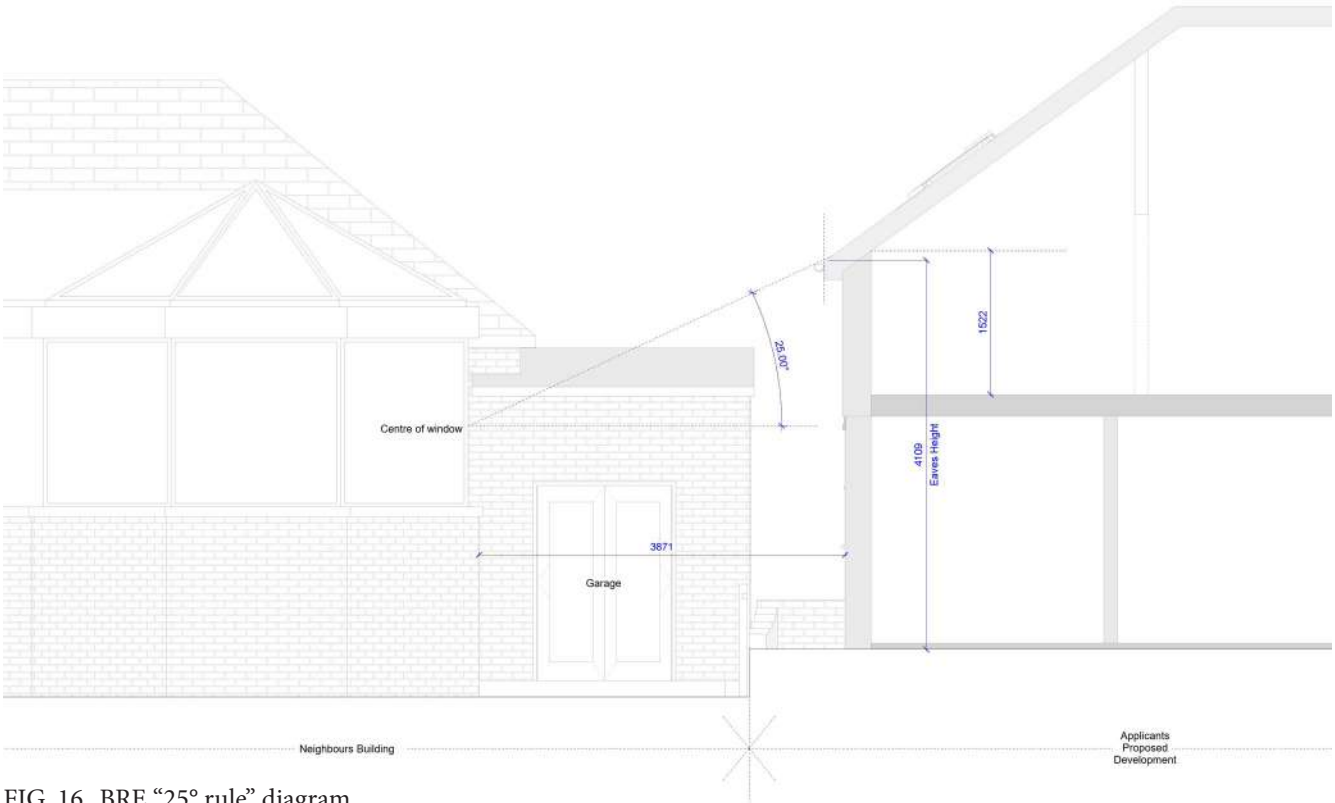 1522
25.00°
Centre of window
4109
Eaves Height
3871
Garage
Neighbours Building
Applicants
Proposed
Development
FIG. 16 BRE “25° rule” diagram